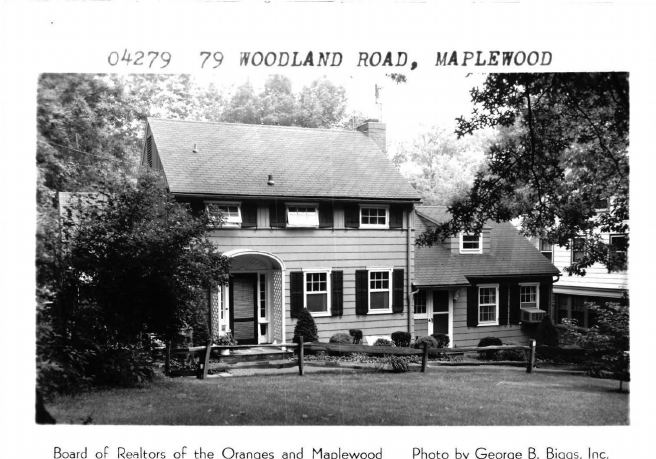 04279 79 WOODLAND ROAD, MAPLEWOOD
Board of Realtors of the Oranges and Maplewood Photo by George B. Biggs, Inc.